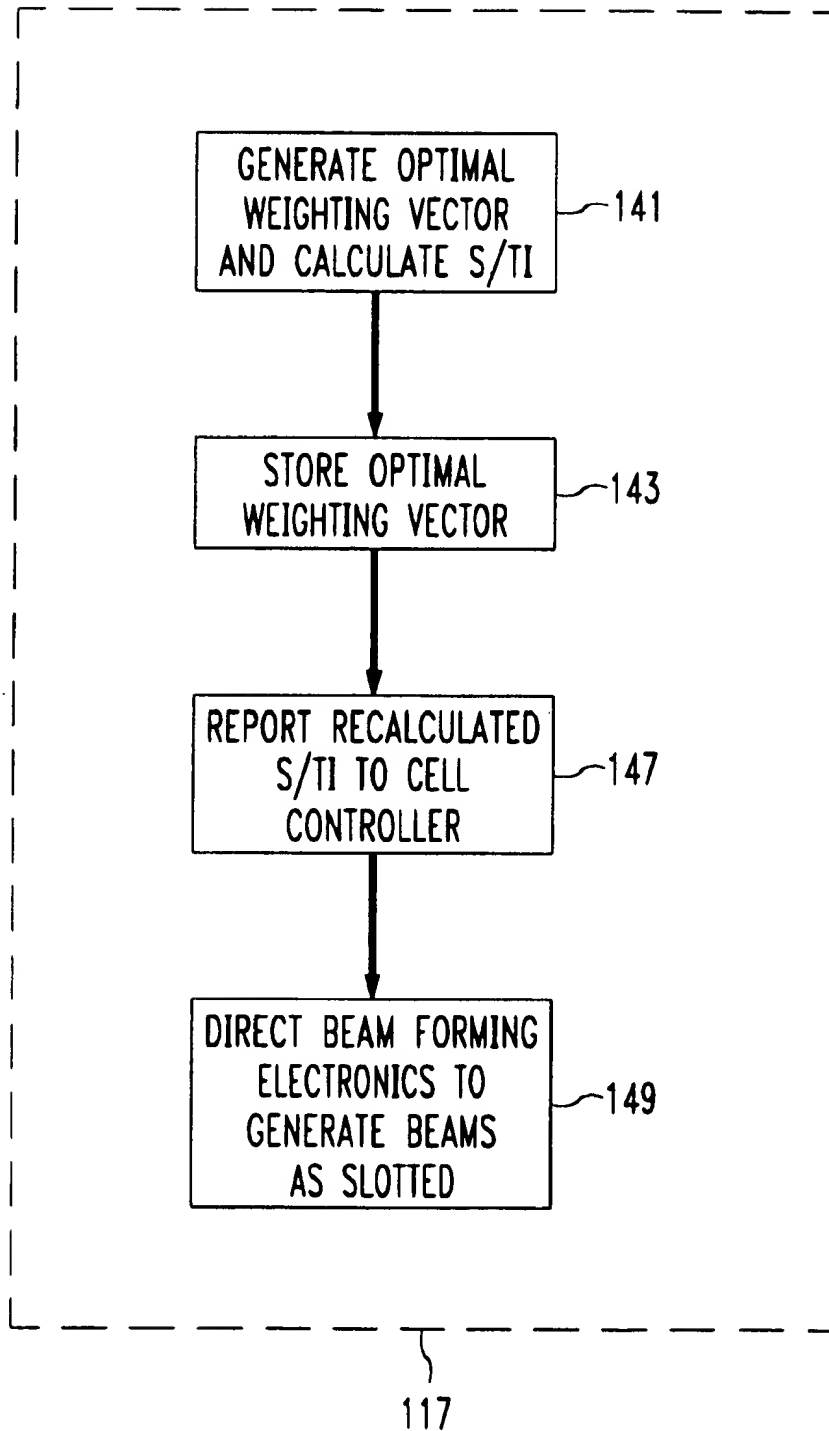 GENERATE OPTIMAL
WEIGHTING VECTOR
AND CALCULATE S/TI
141
STORE OPTIMAL
WEIGHTING VECTOR
143
REPORT RECALCULATED
S/TI TO CELL
CONTROLLER
147
DIRECT BEAM FORMING
ELECTRONICS TO
GENERATE BEAMS
AS SLOTTED
149
117